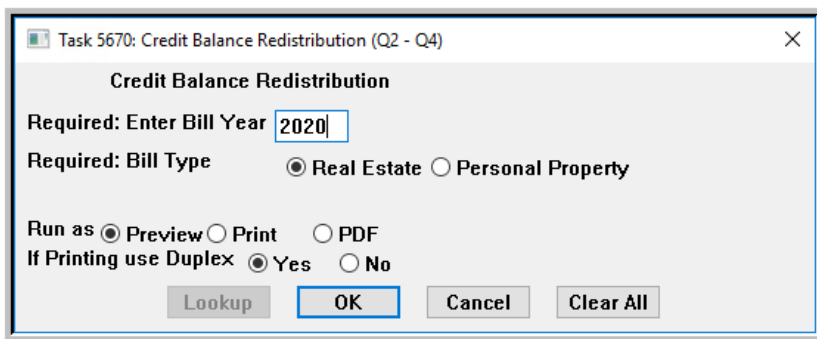 Task 5670: Credit Balance Redistribution (Q2 - Q4)
Credit Balance Redistribution
Required: Enter Bill Year 2020
Required: Bill Type Real Estate Personal Property
Run as Preview Print PDF
If Printing use Duplex Yes No
Lookup OK Cancel Clear All